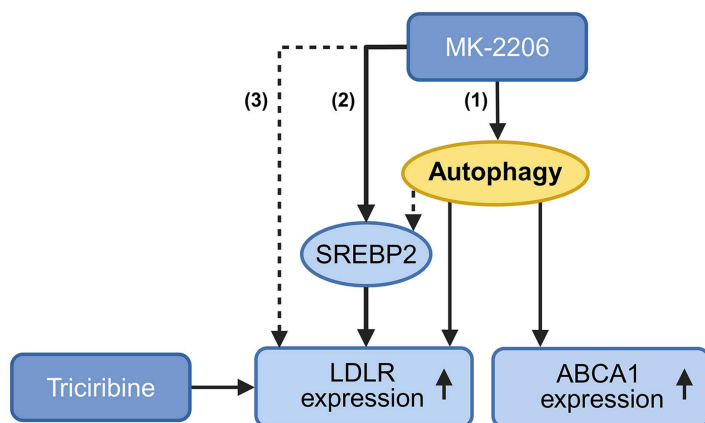 MK-2206
(3)
(2)
(1)
Autophagy
SREBP2
Triciribine
LDLR
expression
ABCA1
expression